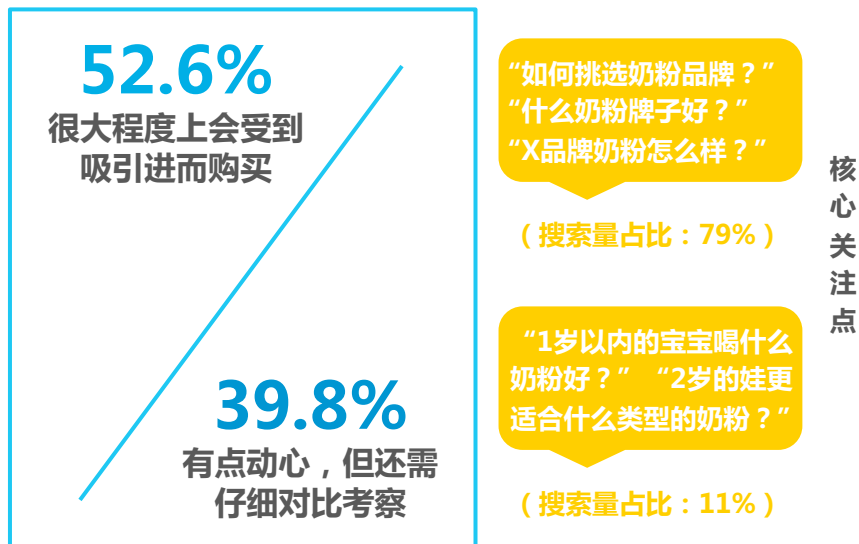 52.6%
很大程度上会受到
吸引进而购买
39.8%
有点动心，但还需
仔细对比考察
“如何挑选奶粉品牌？”
“什么奶粉牌子好？”
“X品牌奶粉怎么样？”
（搜索量占比：79%）
“1岁以内的宝宝喝什么
奶粉好？”“2岁的娃更
适合什么类型的奶粉？”
（搜索量占比：11%）
核心关注点